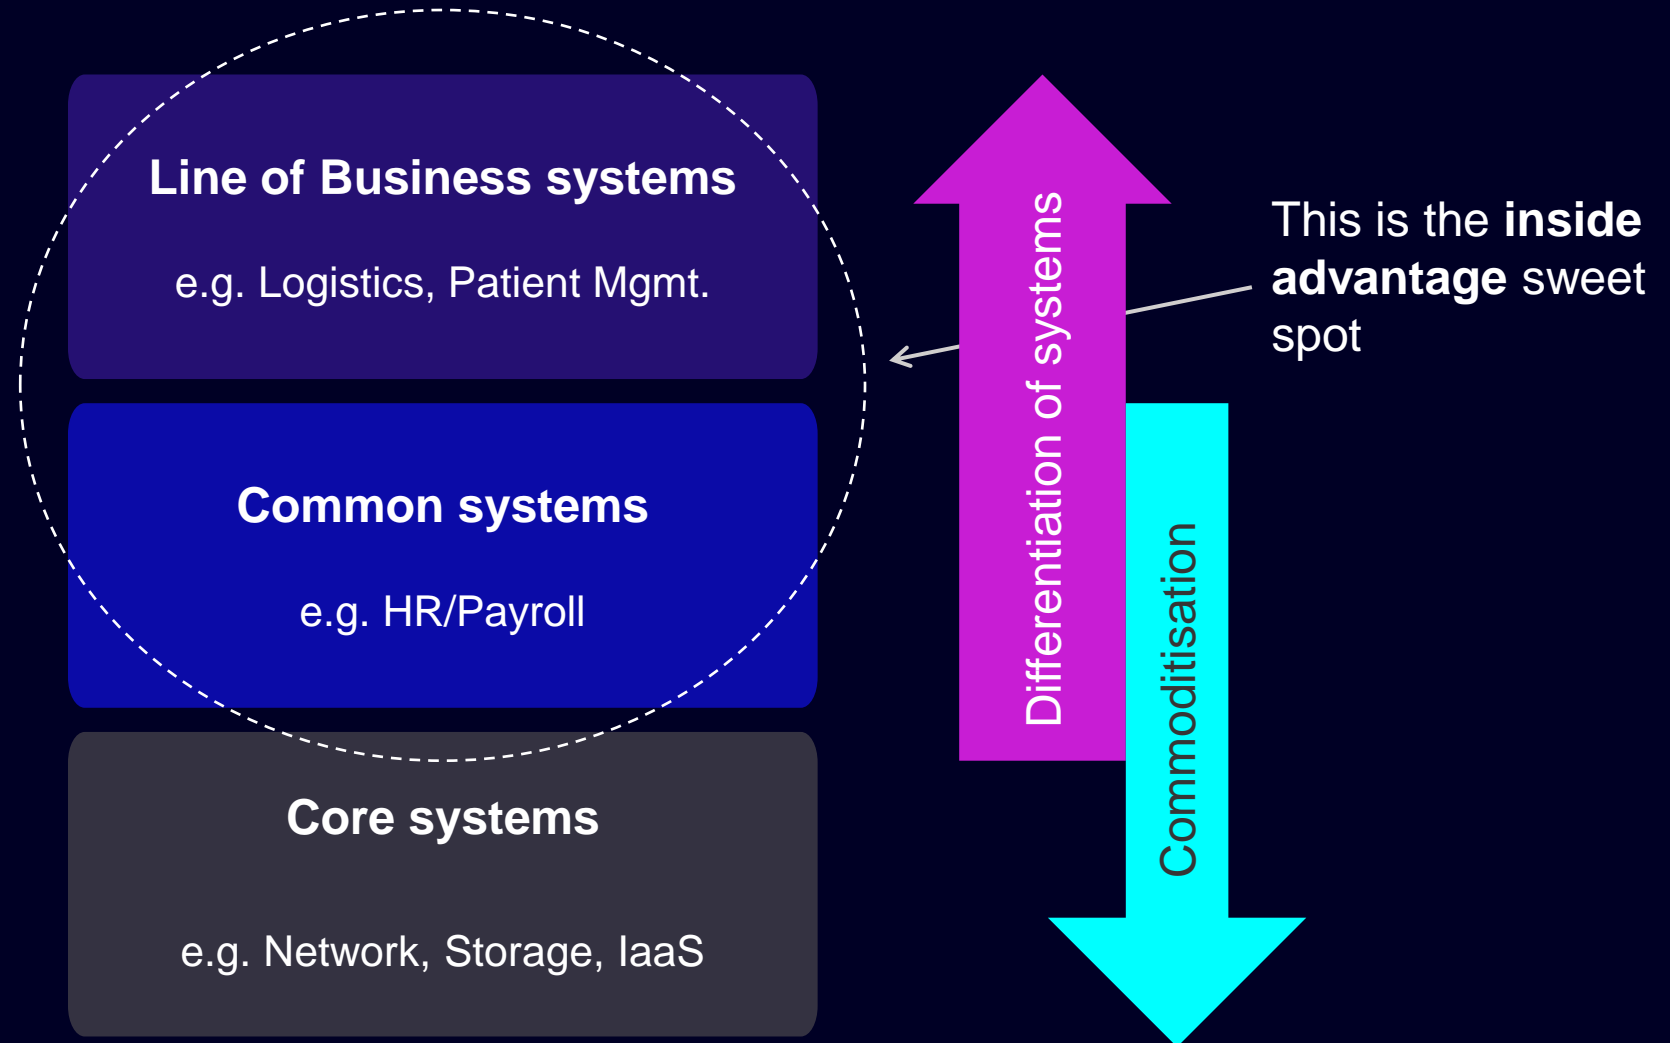 Line of Business systems
e.g. Logistics, Patient Mgmt.
Common systems
e.g. HR/Payroll
Core systems
e.g. Network, Storage, IaaS
Differentiation of systems
Commoditisation
This is the inside
advantage sweet
spot